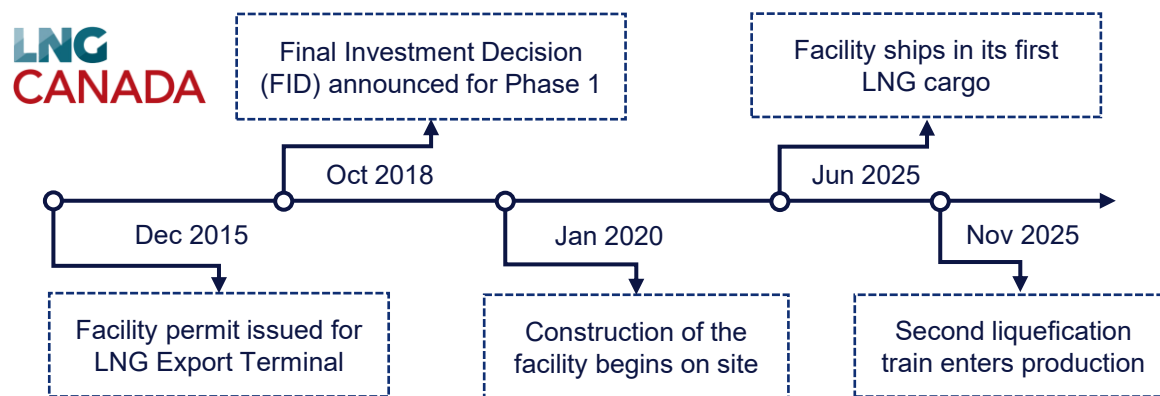 LNG
CANADA
Final Investment Decision
(FID) announced for Phase 1
Facility ships in its first
LNG cargo
Oct 2018
Jun 2025
Dec 2015
Jan 2020
Nov 2025
Facility permit issued for
LNG Export Terminal
Construction of the
facility begins on site
Second liquefication
train enters production